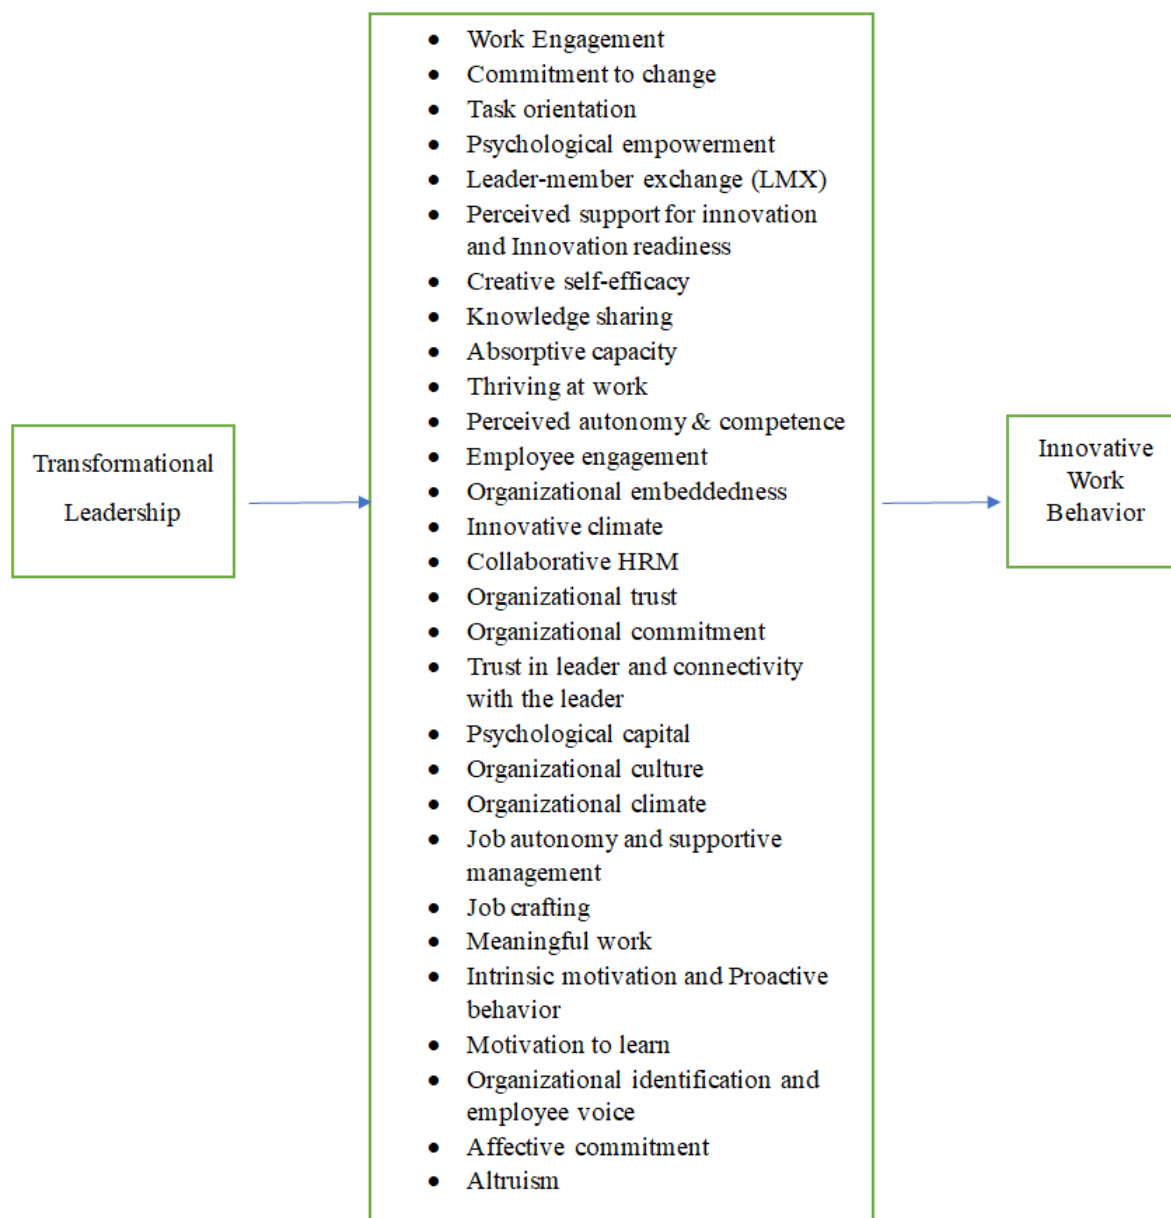 Transformational
Leadership
• Work Engagement
• Commitment to change
• Task orientation
• Psychological empowerment
• Leader-member exchange (LMX)
• Perceived support for innovation
and Innovation readiness
• Creative self-efficacy
• Knowledge sharing
• Absorptive capacity
• Thriving at work
• Perceived autonomy & competence
• Employee engagement
• Organizational embeddedness
• Innovative climate
• Collaborative HRM
• Organizational trust
• Organizational commitment
• Trust in leader and connectivity
with the leader
• Psychological capital
• Organizational culture
• Organizational climate
• Job autonomy and supportive
management
• Job crafting
• Meaningful work
• Intrinsic motivation and Proactive
behavior
• Motivation to learn
• Organizational identification and
employee voice
• Affective commitment
• Altruism
Innovative
Work
Behavior